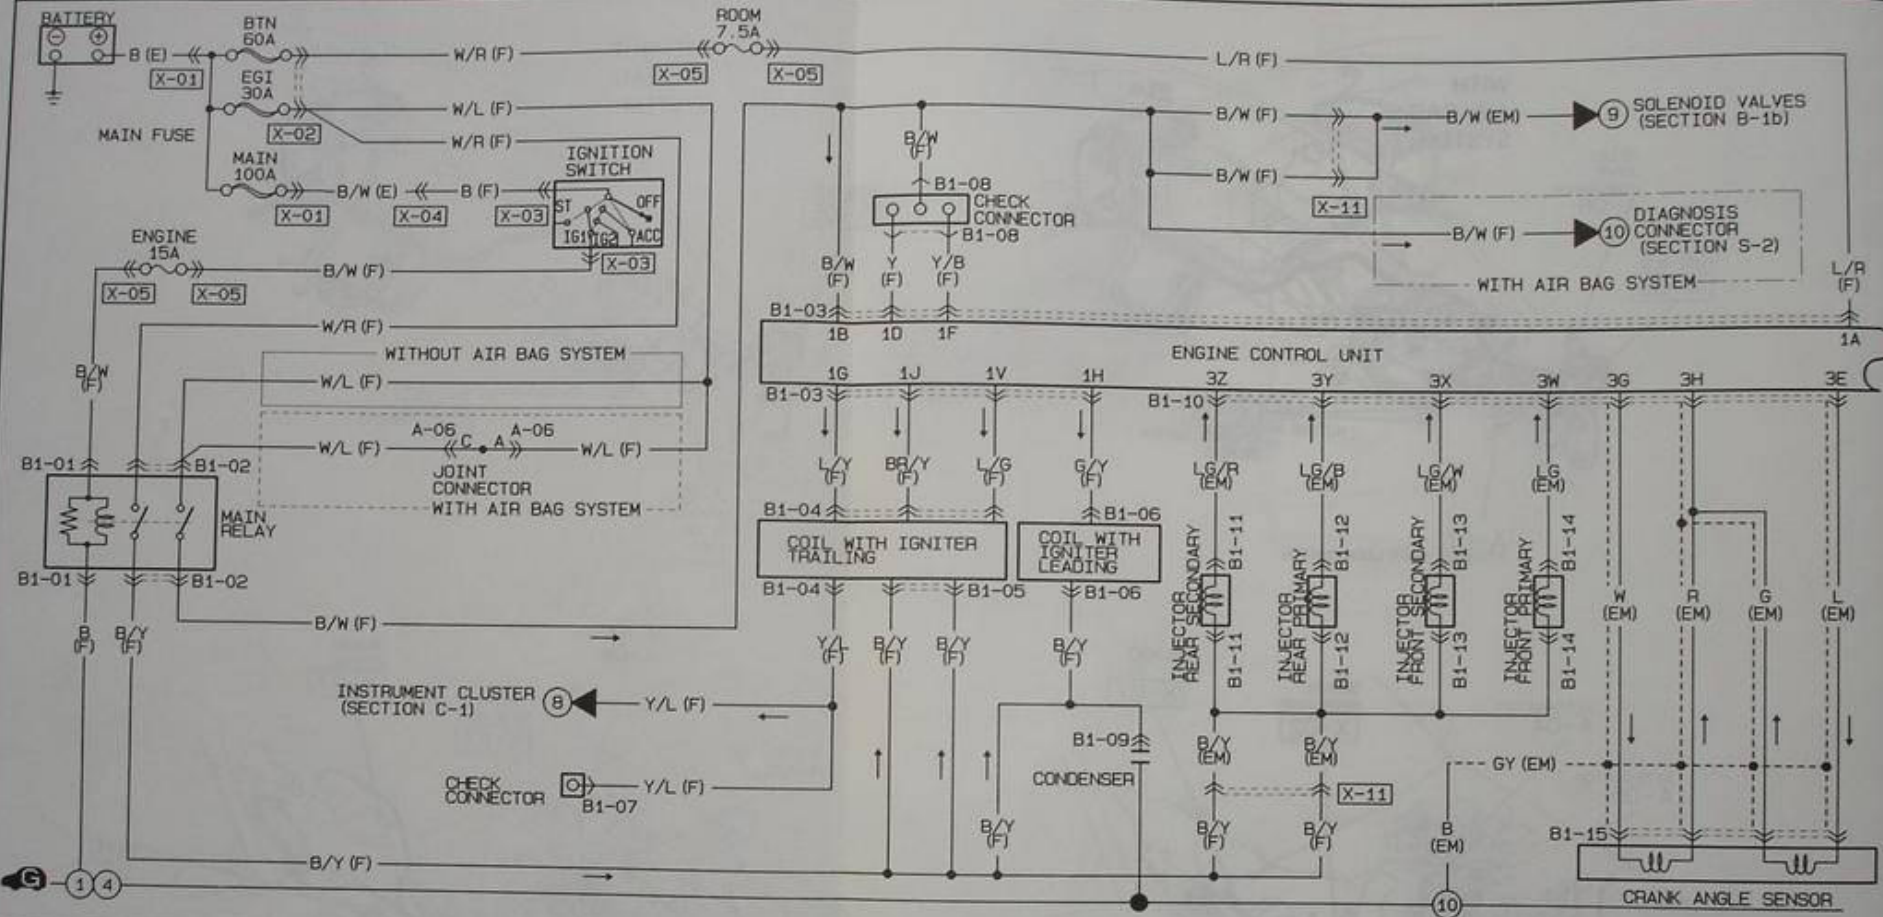 BATTERY
B (E)
X-01
BTN
60A
W/R (F)
ROOM
7.5A
X-05
X-05
L/R (F)
EGI
30A
W/L (F)
X-02
MAIN FUSE
W/R (F)
MAIN
100A
B/W (E)
B (F)
X-01
X-04
X-03
IGNITION
SWITCH
ST
OFF
IG1
IG2
ACC
X-03
ENGINE
15A
B/W (F)
X-05
X-05
W/R (F)
WITHOUT AIR BAG SYSTEM
W/L (F)
B/W
(F)
A-06
A-06
W/L (F)
C
A
W/L (F)
JOINT
CONNECTOR
WITH AIR BAG SYSTEM
B1-01
B1-02
MAIN
RELAY
B1-01
B1-02
B
(F)
B/Y
(F)
B/W (F)
B/W
(F)
B1-08
CHECK
CONNECTOR
B1-08
B/W (F)
B/W (EM)
9
SOLENOID VALVES
(SECTION B-1b)
B/W (F)
X-11
B/W (F)
10
DIAGNOSIS
CONNECTOR
(SECTION S-2)
WITH AIR BAG SYSTEM
B/W
(F)
Y
(F)
Y/B
(F)
L/R
(F)
B1-03
1B
1D
1F
1A
ENGINE CONTROL UNIT
1G
1J
1V
1H
3Z
3Y
3X
3W
3G
3H
3E
B1-03
B1-10
L/Y
(F)
BR/Y
(F)
L/G
(F)
G/Y
(F)
LG/R
(EM)
LG/B
(EM)
LG/W
(EM)
LG
(EM)
B1-04
B1-06
COIL WITH IGNITER
TRAILING
COIL WITH
IGNITER
LEADING
B1-04
B1-05
B1-06
B1-11
B1-12
B1-13
B1-14
INJECTOR
REAR SECONDARY
INJECTOR
REAR PRIMARY
INJECTOR
FRONT SECONDARY
INJECTOR
FRONT PRIMARY
B1-11
B1-12
B1-13
B1-14
W
(EM)
R
(EM)
G
(EM)
L
(EM)
Y/L
(F)
B/Y
(F)
B/Y
(F)
B/Y
(F)
INSTRUMENT CLUSTER
(SECTION C-1)
8
Y/L (F)
B1-09
CONDENSER
B/Y
(EM)
B/Y
(EM)
GY (EM)
CHECK
CONNECTOR
B1-07
Y/L (F)
X-11
B/Y
(F)
B/Y
(F)
B/Y
(F)
B
(EM)
B1-15
B/Y (F)
G
1
4
10
CRANK ANGLE SENSOR